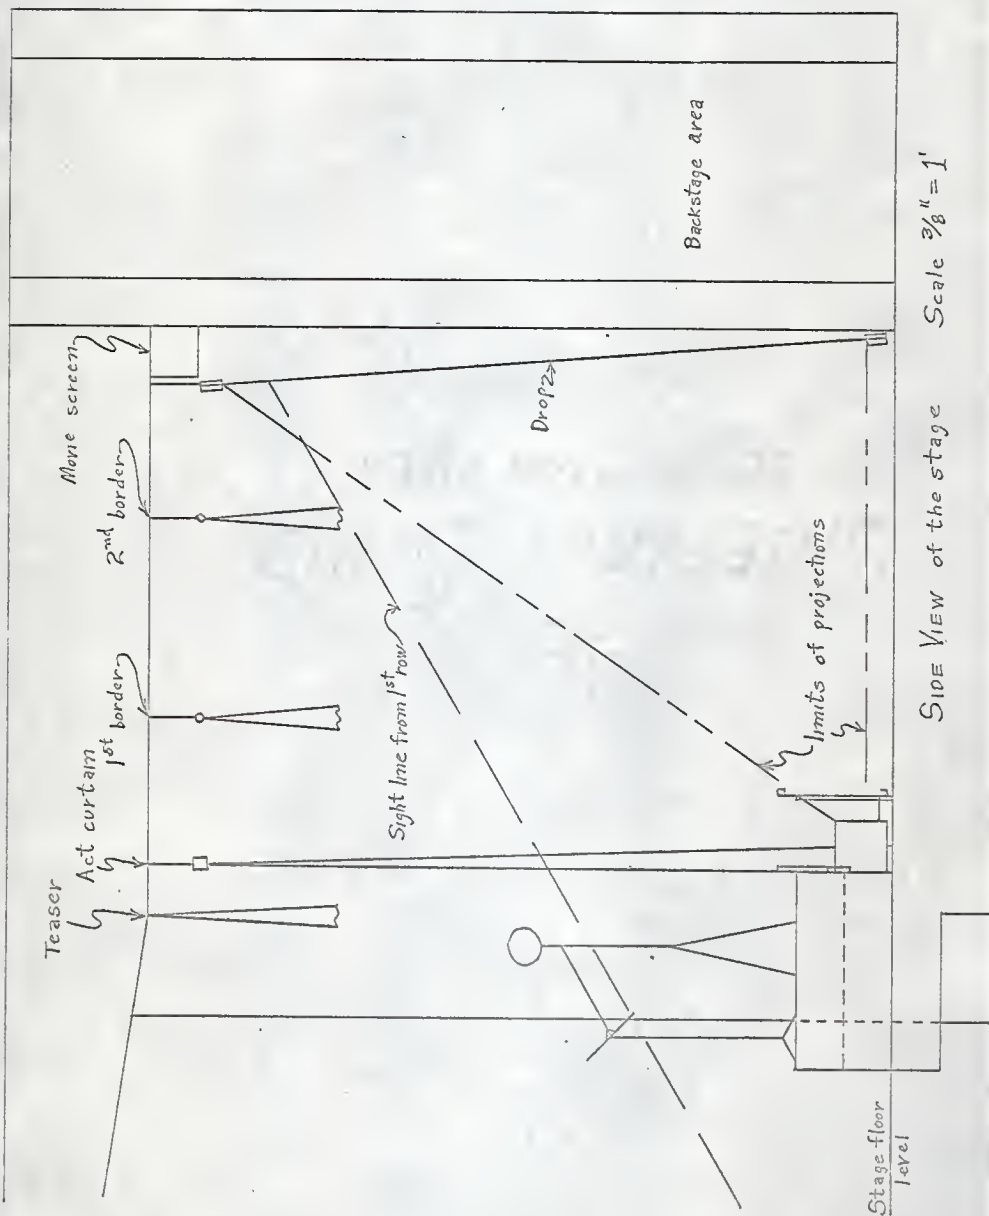 Teaser
Act curtain
1st border
2nd border
Movie screen
Sight line from 1st row
Drop
Backstage area
limits of projections
Stage floor
level
SIDE VIEW of the stage Scale 3/8" = 1'